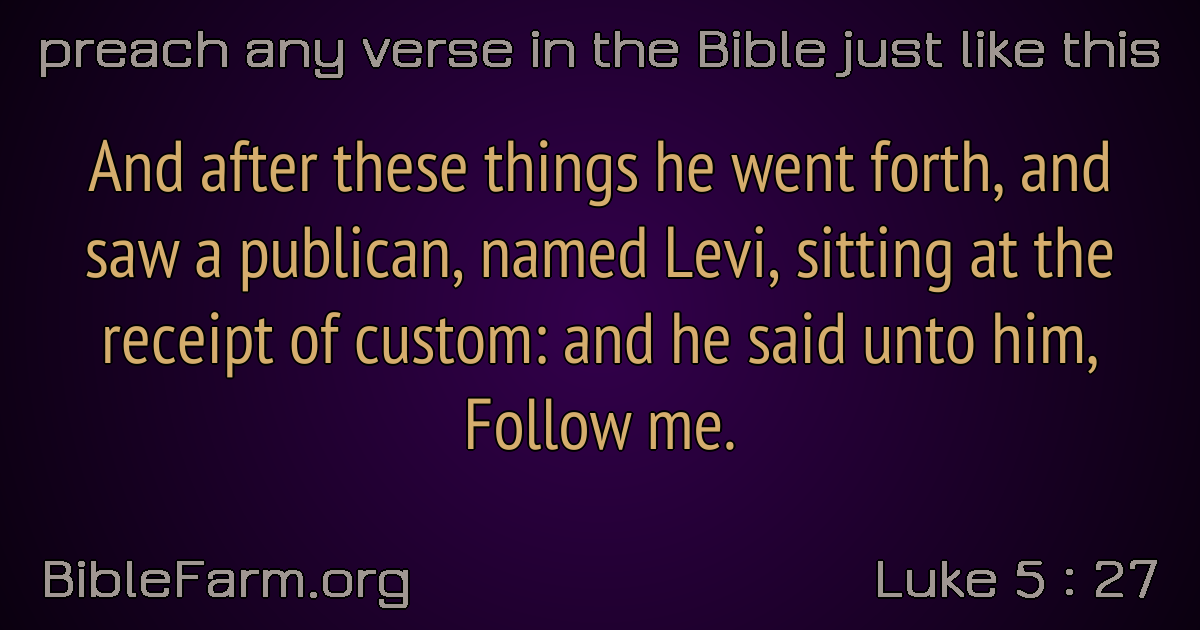 preach any verse in the Bible just like this
And after these things he went forth, and
saw a publican, named Levi, sitting at the
receipt of custom: and he said unto him,
Follow me.
BibleFarm.org
Luke 5 : 27